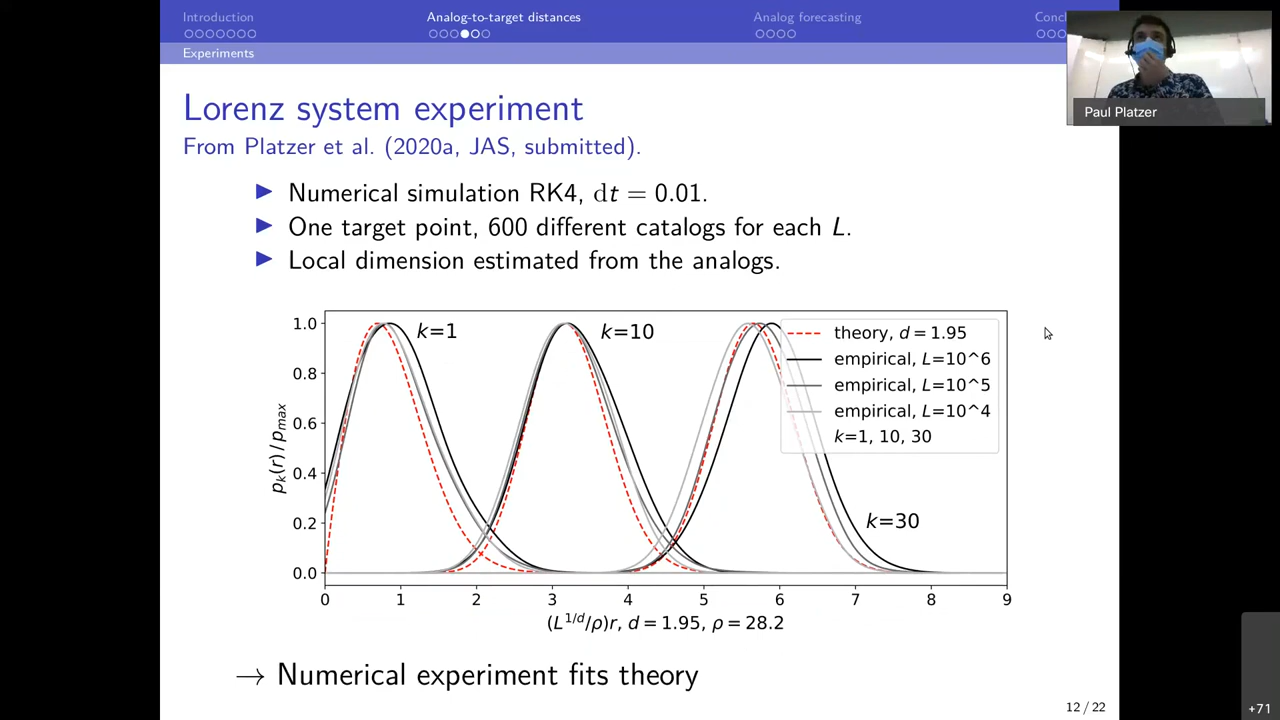 Introduction
Analog-to-target distances
Analog forecasting
Experiments
Paul Platzer
Lorenz system experiment
From Platzer et al. (2020a, JAS, submitted).
Numerical simulation RK4, dt = 0.01.
One target point, 600 different catalogs for each L.
Local dimension estimated from the analogs.
1.0
0.8
0.6
0.4
0.2
0.0
p_k(r) / p_max
k=1
k=10
k=30
theory, d = 1.95
empirical, L=10^6
empirical, L=10^5
empirical, L=10^4
k=1, 10, 30
0 1 2 3 4 5 6 7 8 9
(L^{1/d}/ρ)r, d = 1.95, ρ = 28.2
→ Numerical experiment fits theory
12 / 22
+71